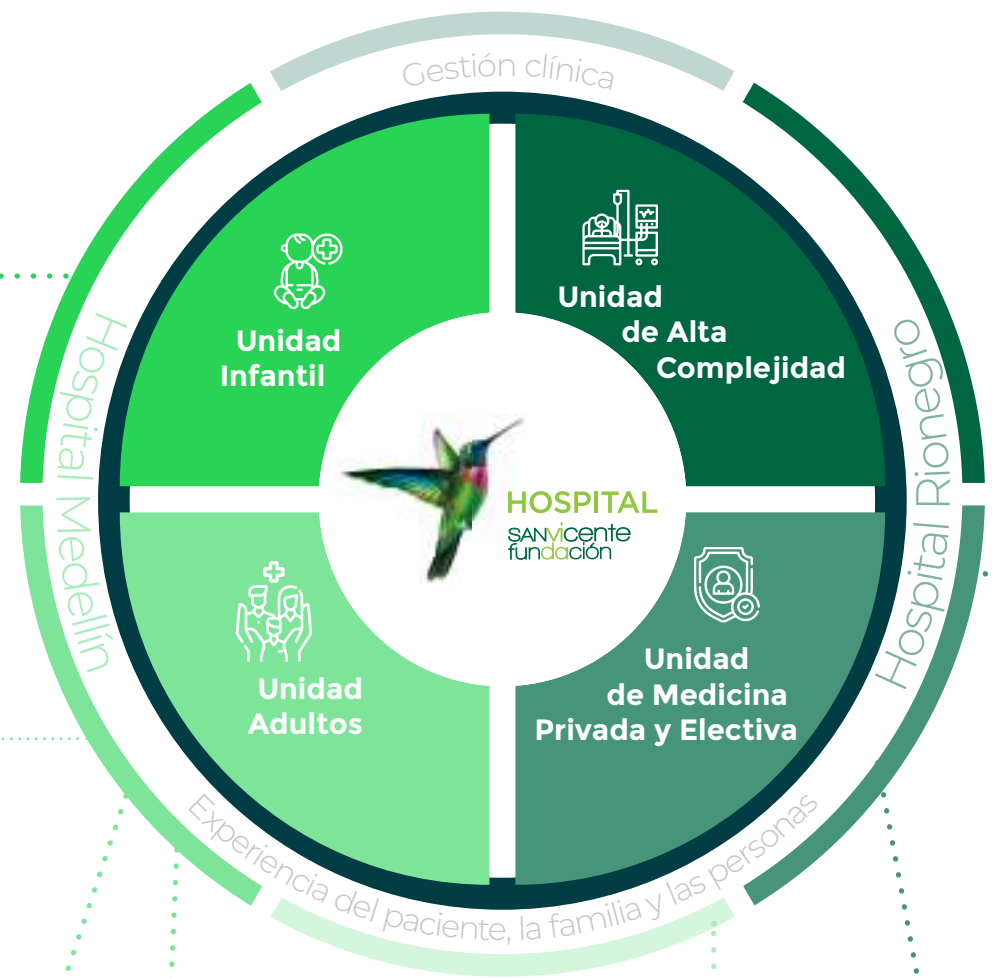 Gestión clínica
Unidad
Infantil
Unidad
de Alta
Complejidad
Hospital Medellín
Hospital Rionegro
HOSPITAL
SANVicente
fundación
Unidad
Adultos
Unidad
de Medicina
Privada y Electiva
Experiencia del paciente, la familia y las personas